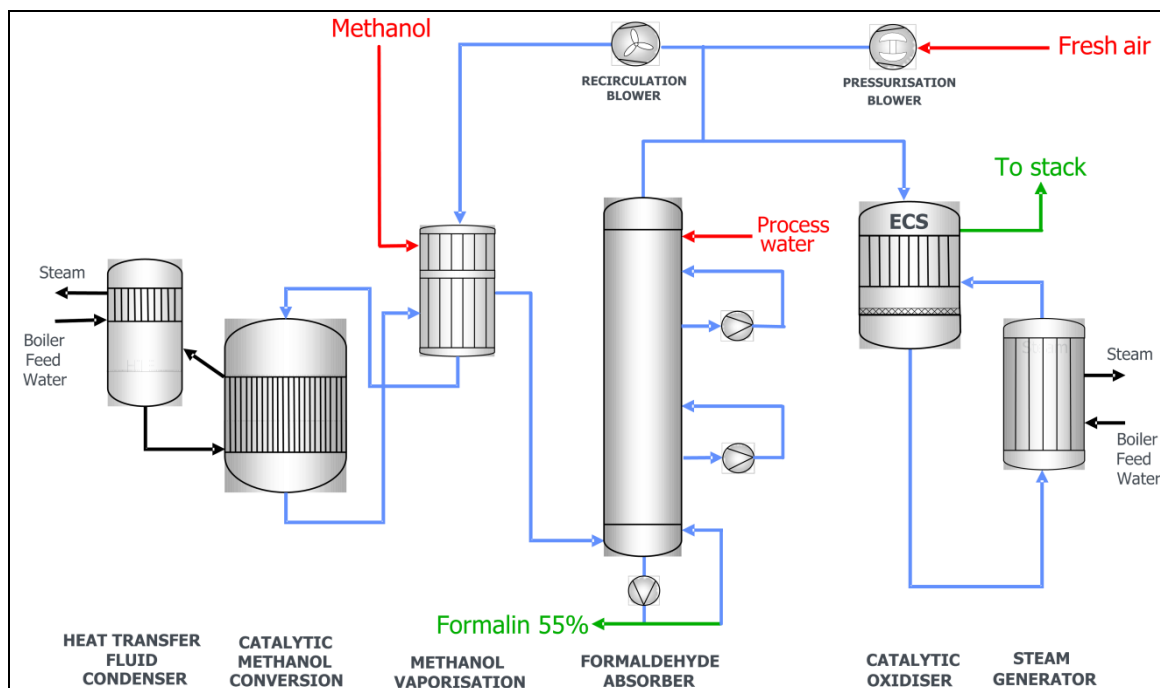 Methanol
Fresh air
RECIRCULATION
BLOWER
PRESSURISATION
BLOWER
To stack
ECS
Process
water
Steam
Boiler
Feed
Water
Steam
Boiler
Feed
Water
Formalin 55%
HEAT TRANSFER
FLUID
CONDENSER
CATALYTIC
METHANOL
CONVERSION
METHANOL
VAPORISATION
FORMALDEHYDE
ABSORBER
CATALYTIC
OXIDISER
STEAM
GENERATOR